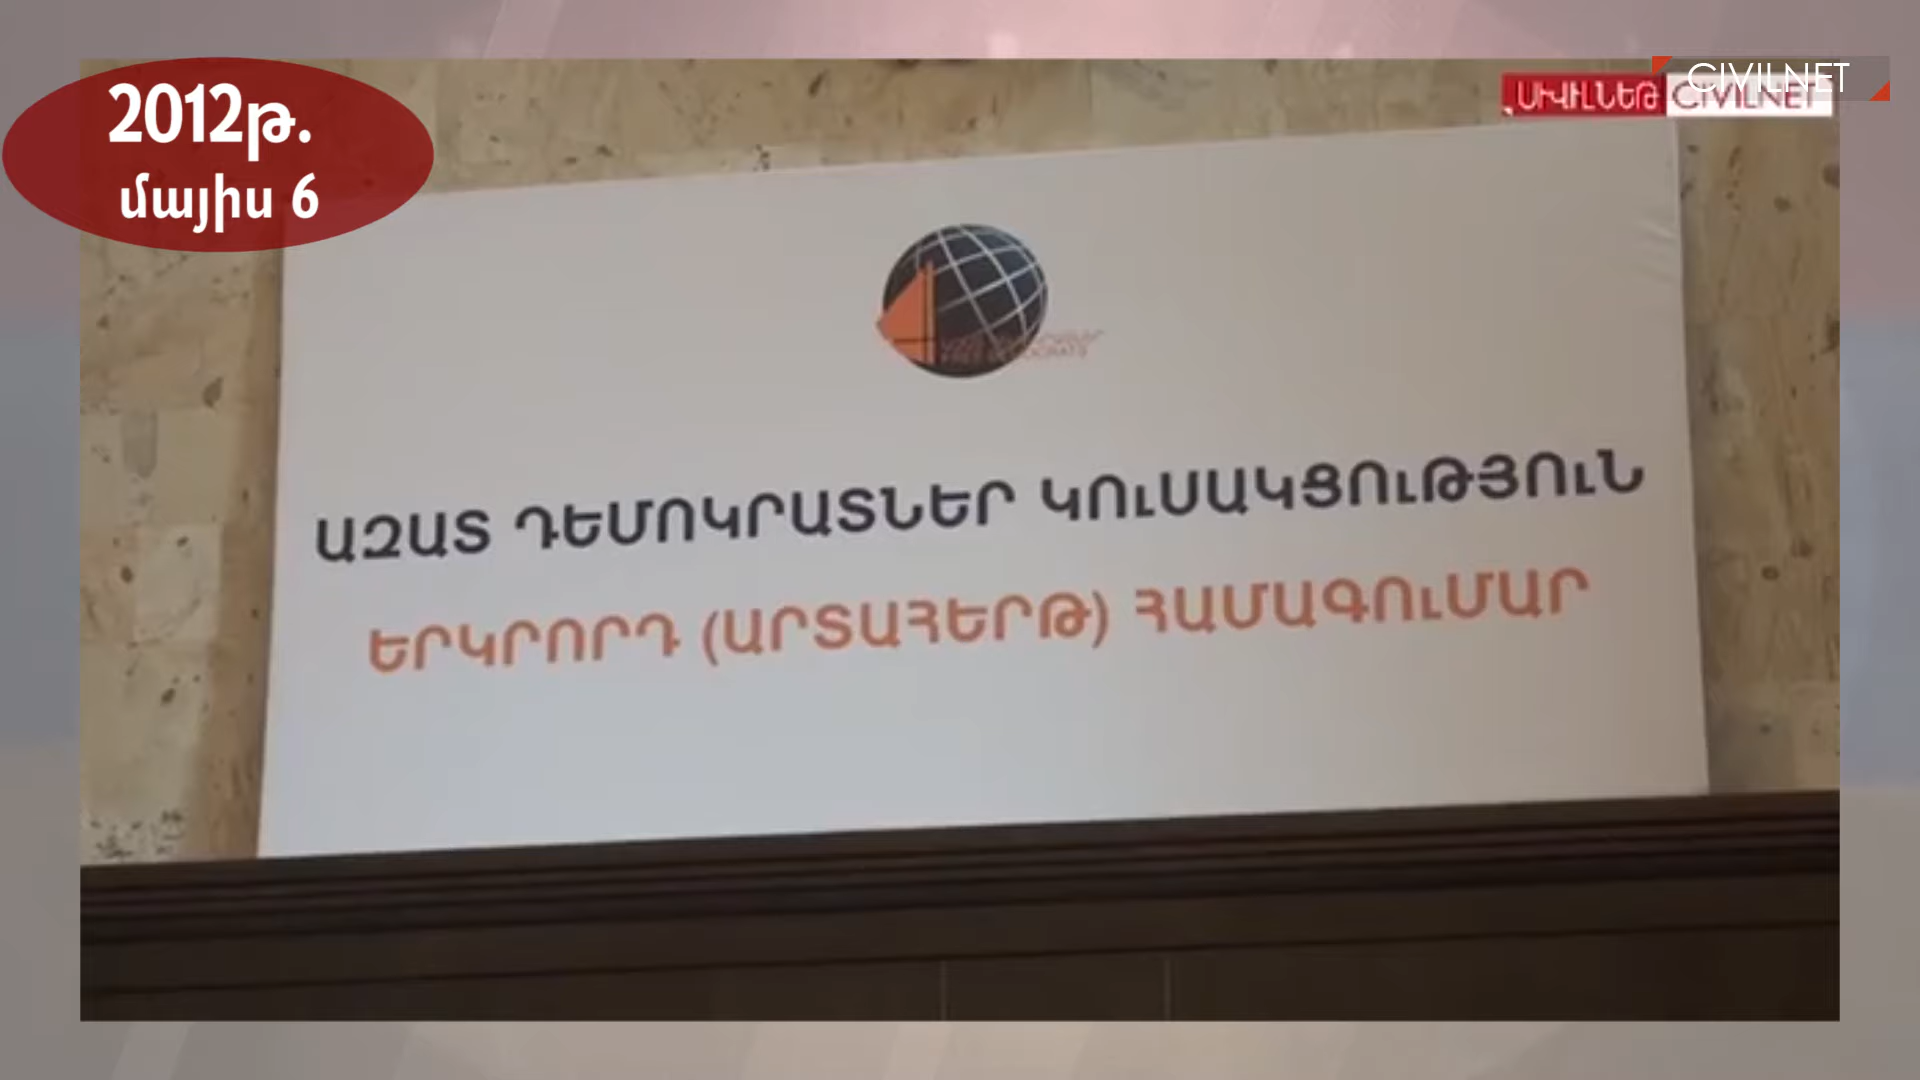 2012թ.
մայիս 6
ՍԻՎԻԼՆԵԹ CIVILNET
CIVILNET
ԱԶԱՏ ԴԵՄՈԿՐԱՏՆԵՐ ԿՈւՍԱԿՑՈւԹՅՈւՆ
ԵՐԿՐՈՐԴ (ԱՐՏԱՀԵՐԹ) ՀԱՄԱԳՈւՄԱՐ